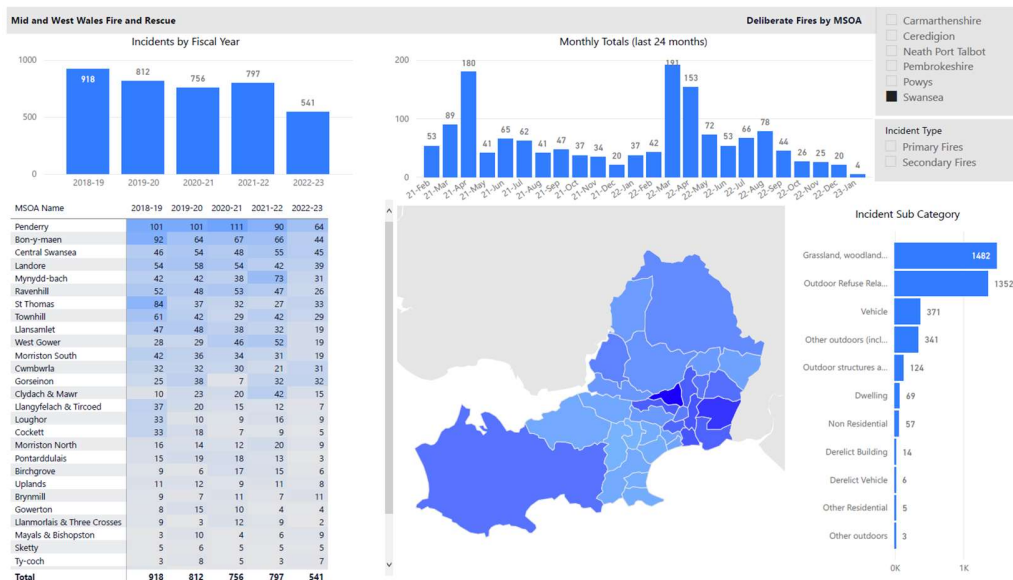 Mid and West Wales Fire and Rescue
Deliberate Fires by MSOA
Carmarthenshire
Ceredigion
Neath Port Talbot
Pembrokeshire
Powys
Swansea
Incident Type
Primary Fires
Secondary Fires
Incidents by Fiscal Year
1000
500
0
918
812
756
797
541
2018-19 2019-20 2020-21 2021-22 2022-23
Monthly Totals (last 24 months)
200
100
0
53 89 180 41 65 62 41 47 37 34 20 37 42 191 153 72 53 66 78 44 26 25 20 4
21-Feb 21-Mar 21-Apr 21-May 21-Jun 21-Jul 21-Aug 21-Sep 21-Oct 21-Nov 21-Dec 22-Jan 22-Feb 22-Mar 22-Apr 22-May 22-Jun 22-Jul 22-Aug 22-Sep 22-Oct 22-Nov 22-Dec 23-Jan
MSOA Name 2018-19 2019-20 2020-21 2021-22 2022-23
Penderry 101 101 111 90 64
Bon-y-maen 92 64 67 66 44
Central Swansea 46 54 48 55 45
Landore 54 58 54 42 39
Mynydd-bach 42 42 38 73 31
Ravenhill 52 48 53 47 26
St Thomas 84 37 32 27 33
Townhill 61 42 29 42 29
Llansamlet 47 48 38 32 19
West Gower 28 29 46 52 19
Morriston South 42 36 34 31 19
Cwmbwrla 32 32 30 21 31
Gorseinon 25 38 7 32 32
Clydach & Mawr 10 23 20 42 15
Llangyfelach & Tircoed 37 20 15 12 7
Loughor 33 10 9 16 9
Cockett 33 18 7 9 5
Morriston North 16 14 12 20 9
Pontarddulais 15 19 18 13 3
Birchgrove 9 6 17 15 6
Uplands 11 12 9 11 8
Brynmill 9 7 11 7 11
Gowerton 8 15 10 4 4
Llanmorlais & Three Crosses 9 3 12 9 2
Mayals & Bishopston 3 10 4 6 9
Sketty 5 6 5 5 5
Ty-coch 3 8 5 3 7
Total 918 812 756 797 541
Incident Sub Category
Grassland, woodland... 1482
Outdoor Refuse Rela... 1352
Vehicle 371
Other outdoors (incl... 341
Outdoor structures a... 124
Dwelling 69
Non Residential 57
Derelict Building 14
Derelict Vehicle 6
Other Residential 5
Other outdoors 3
0K 1K